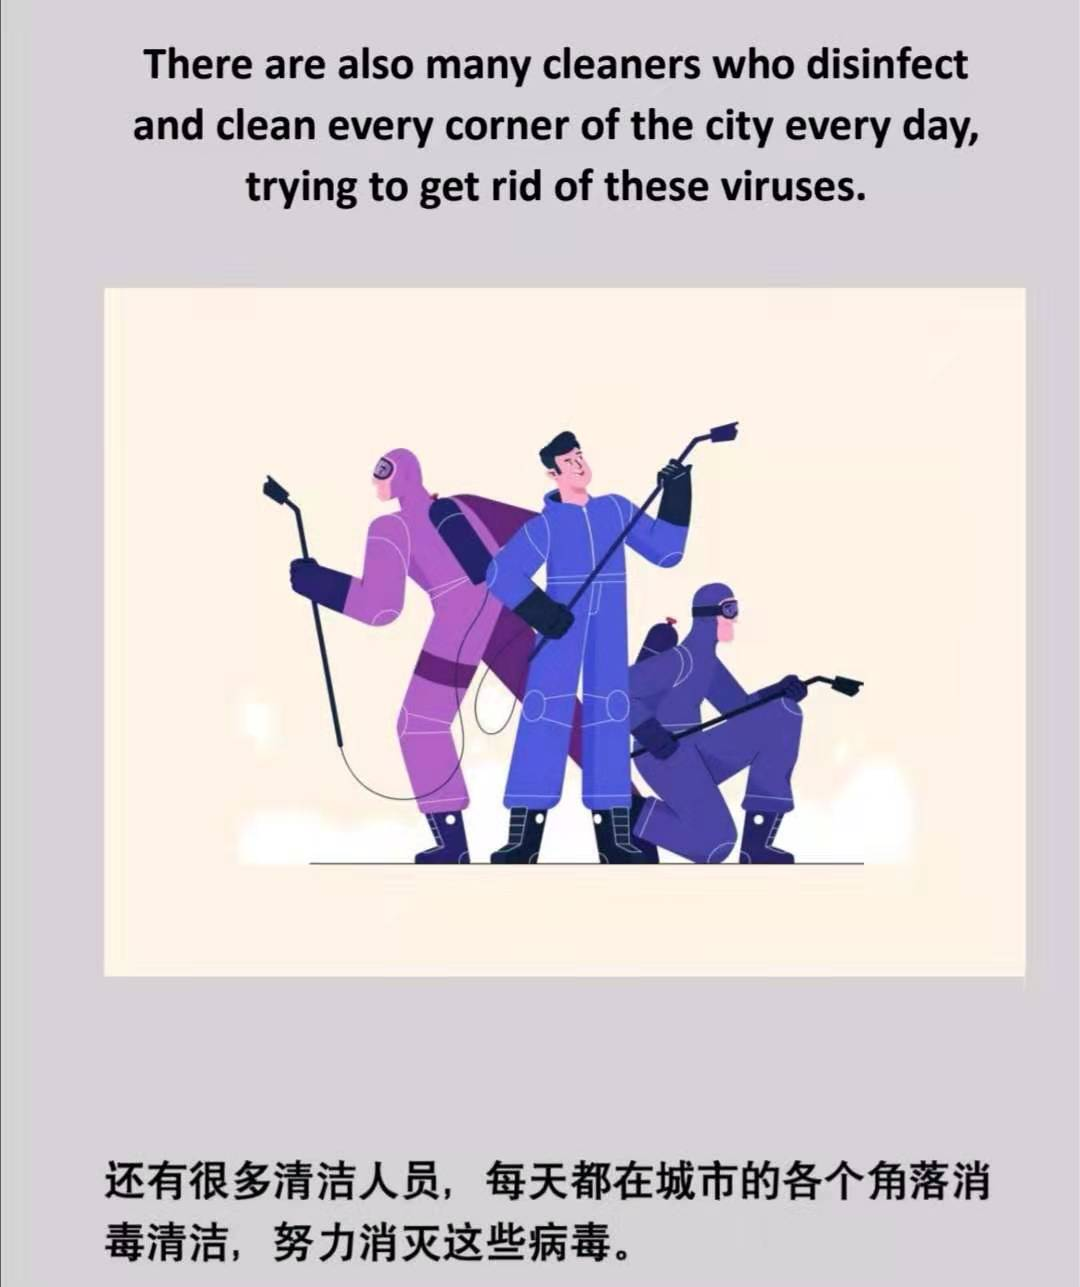 There are also many cleaners who disinfect
and clean every corner of the city every day,
trying to get rid of these viruses.
还有很多清洁人员，每天都在城市的各个角落消
毒清洁，努力消灭这些病毒。